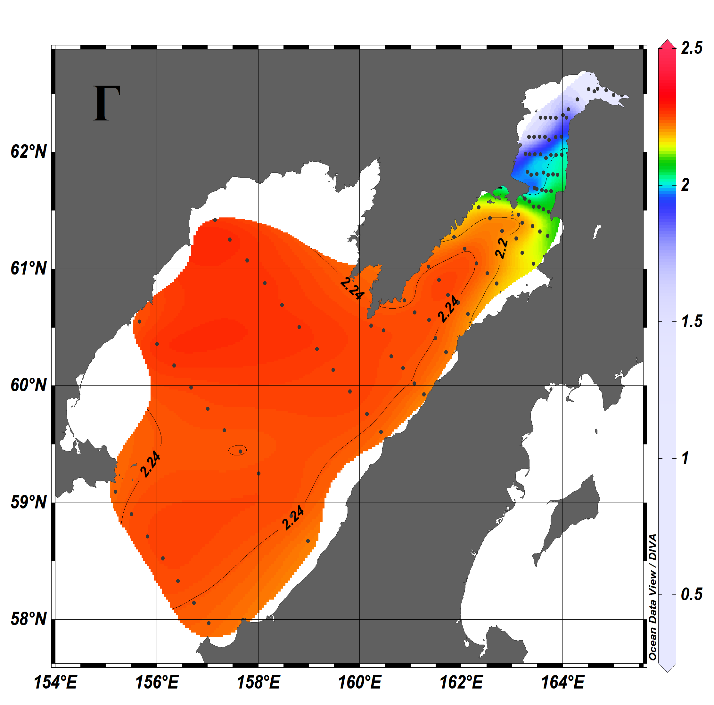 Γ
2.5
2
1.5
1
0.5
62°N
61°N
60°N
59°N
58°N
2.2
2.24
2.24
2.24
2.24
154°E
156°E
158°E
160°E
162°E
164°E
Ocean Data View / DIVA